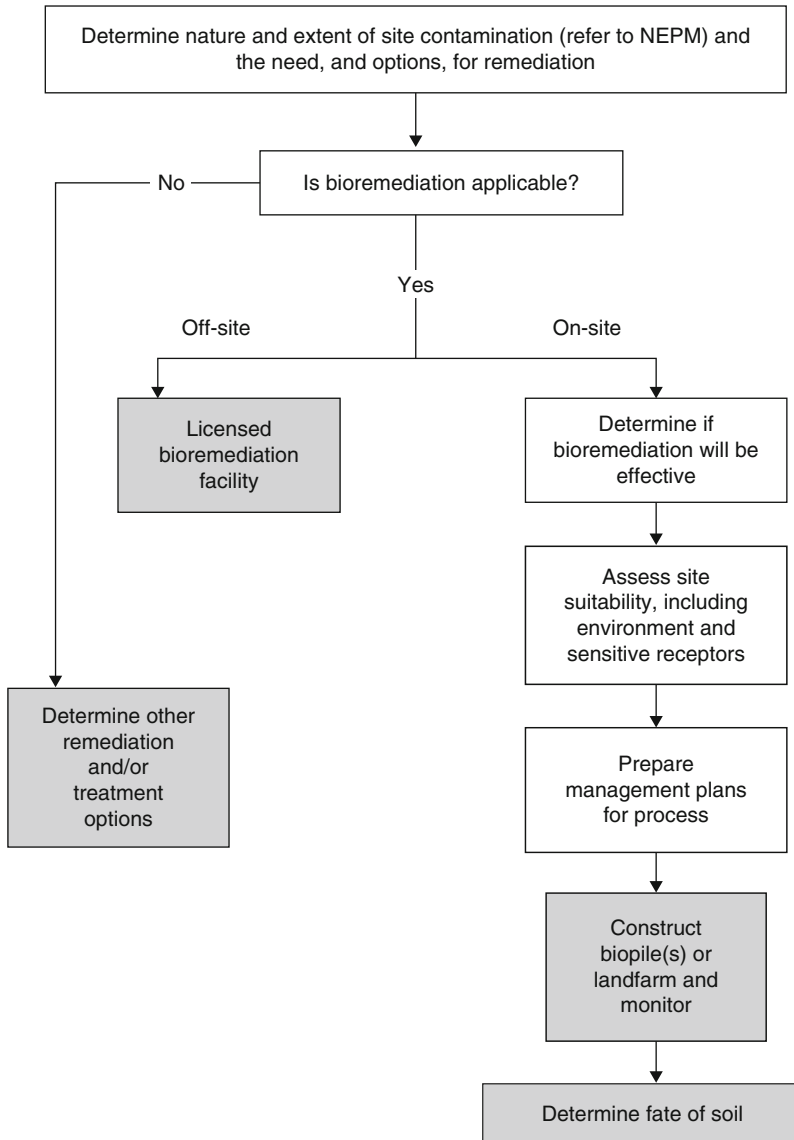 Determine nature and extent of site contamination (refer to NEPM) and
the need, and options, for remediation
No
Is bioremediation applicable?
Yes
Off-site
On-site
Licensed
bioremediation
facility
Determine if
bioremediation will be
effective
Assess site
suitability, including
environment and
sensitive receptors
Determine other
remediation
and/or
treatment
options
Prepare
management plans
for process
Construct
biopile(s) or
landfarm and
monitor
Determine fate of soil